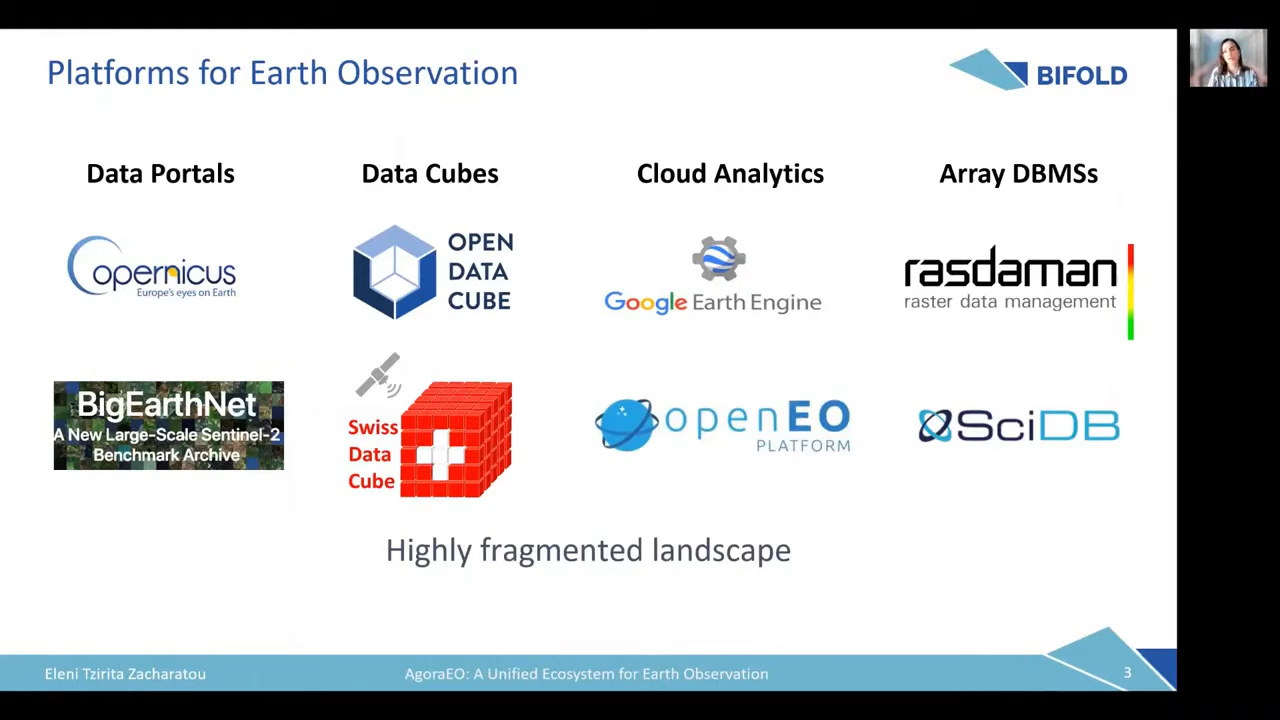 Platforms for Earth Observation
BIFOLD
Data Portals
Data Cubes
Cloud Analytics
Array DBMSs
Copernicus
Europe's eyes on Earth
OPEN
DATA
CUBE
Google Earth Engine
rasdaman
raster data management
BigEarthNet
A New Large-Scale Sentinel-2
Benchmark Archive
Swiss
Data
Cube
openEO
PLATFORM
SciDB
Highly fragmented landscape
Eleni Tzirita Zacharatou
AgoraEO: A Unified Ecosystem for Earth Observation
3